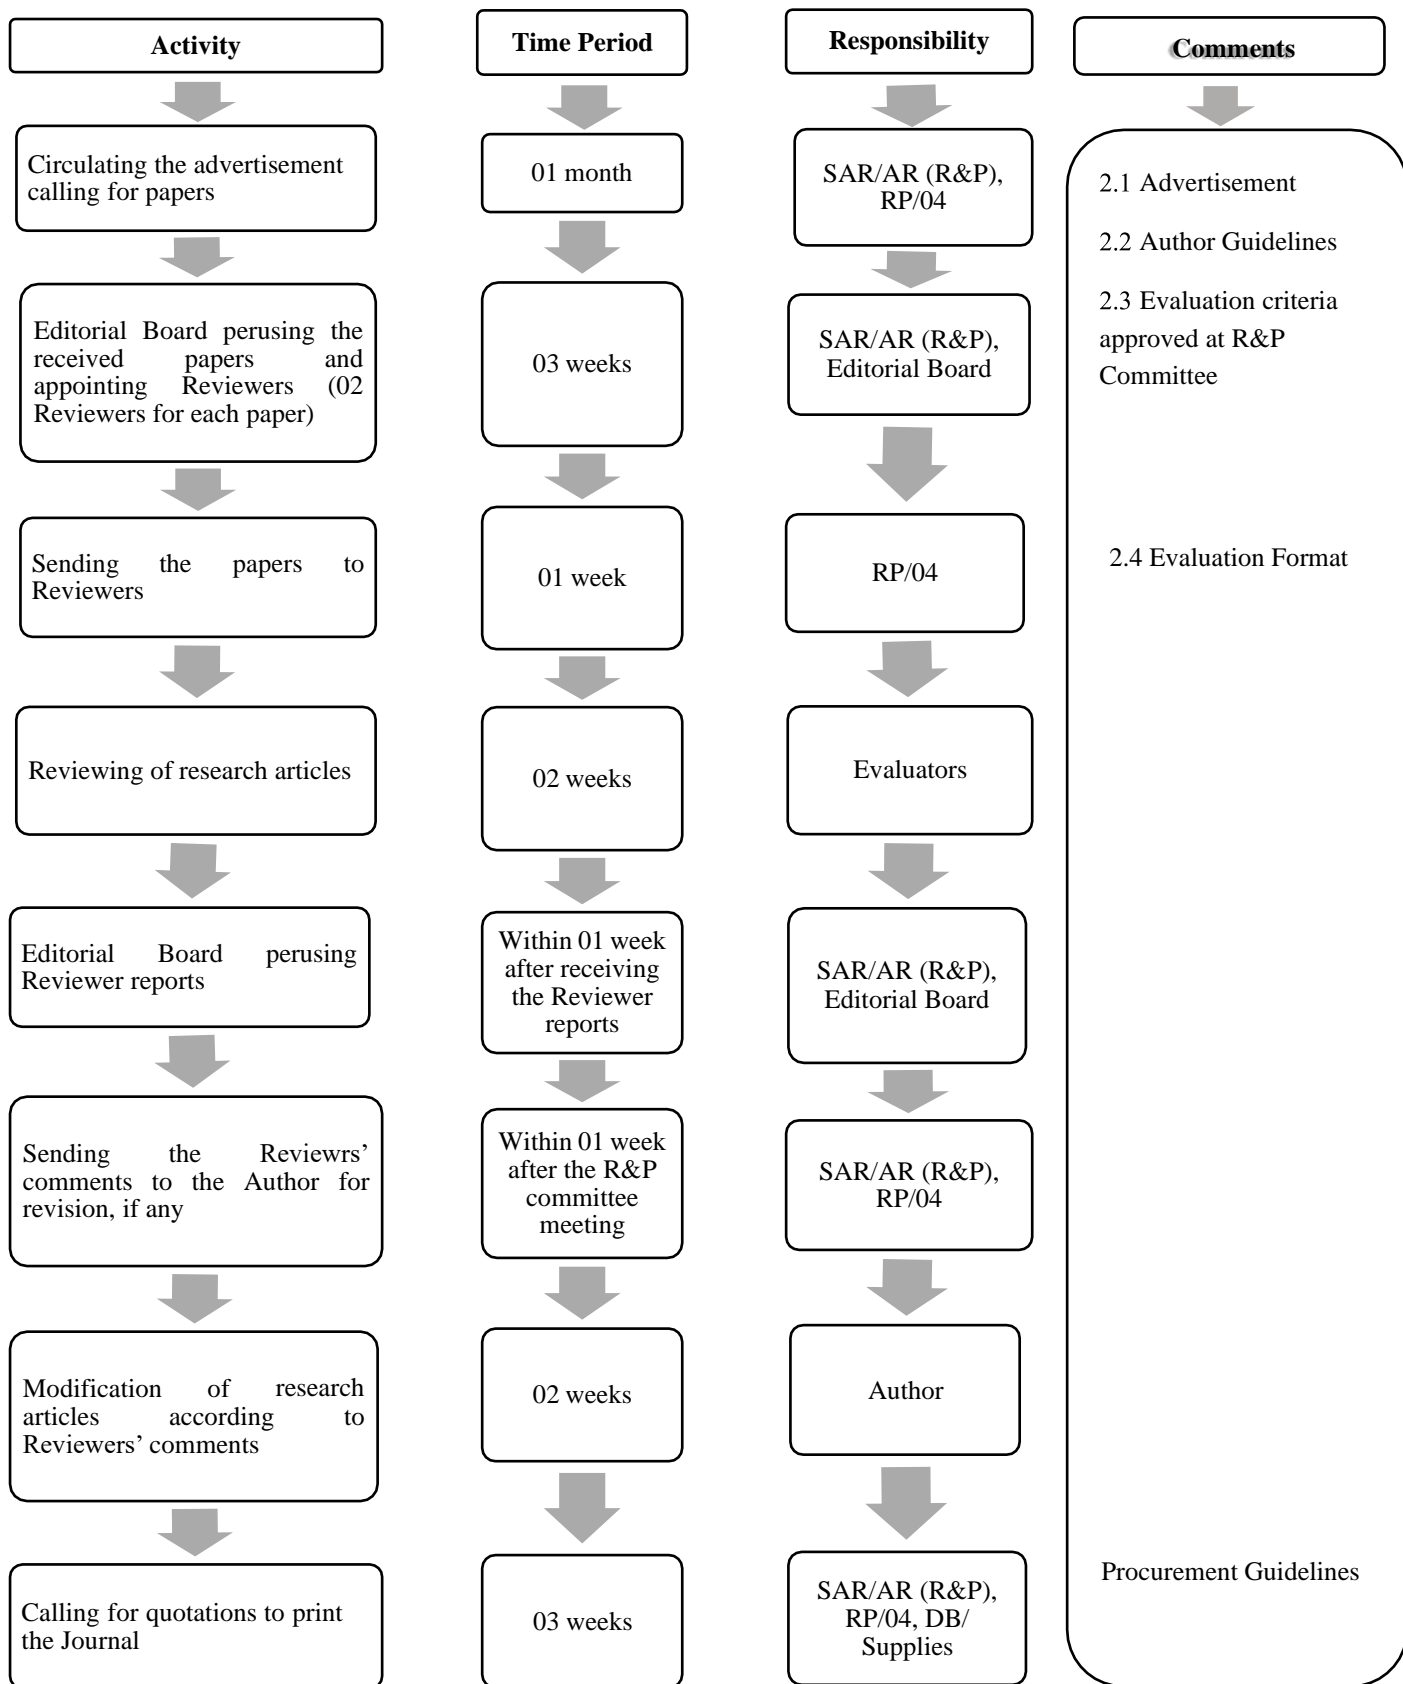 Activity
Time Period
Responsibility
Comments
Circulating the advertisement
calling for papers
01 month
SAR/AR (R&P),
RP/04
2.1 Advertisement
2.2 Author Guidelines
2.3 Evaluation criteria
approved at R&P
Committee
Editorial Board perusing the
received papers and
appointing Reviewers (02
Reviewers for each paper)
03 weeks
SAR/AR (R&P),
Editorial Board
Sending the papers to
Reviewers
01 week
RP/04
2.4 Evaluation Format
Reviewing of research articles
02 weeks
Evaluators
Editorial Board perusing
Reviewer reports
Within 01 week
after receiving
the Reviewer
reports
SAR/AR (R&P),
Editorial Board
Sending the Reviewrs’
comments to the Author for
revision, if any
Within 01 week
after the R&P
committee
meeting
SAR/AR (R&P),
RP/04
Modification of research
articles according to
Reviewers’ comments
02 weeks
Author
Calling for quotations to print
the Journal
03 weeks
SAR/AR (R&P),
RP/04, DB/
Supplies
Procurement Guidelines